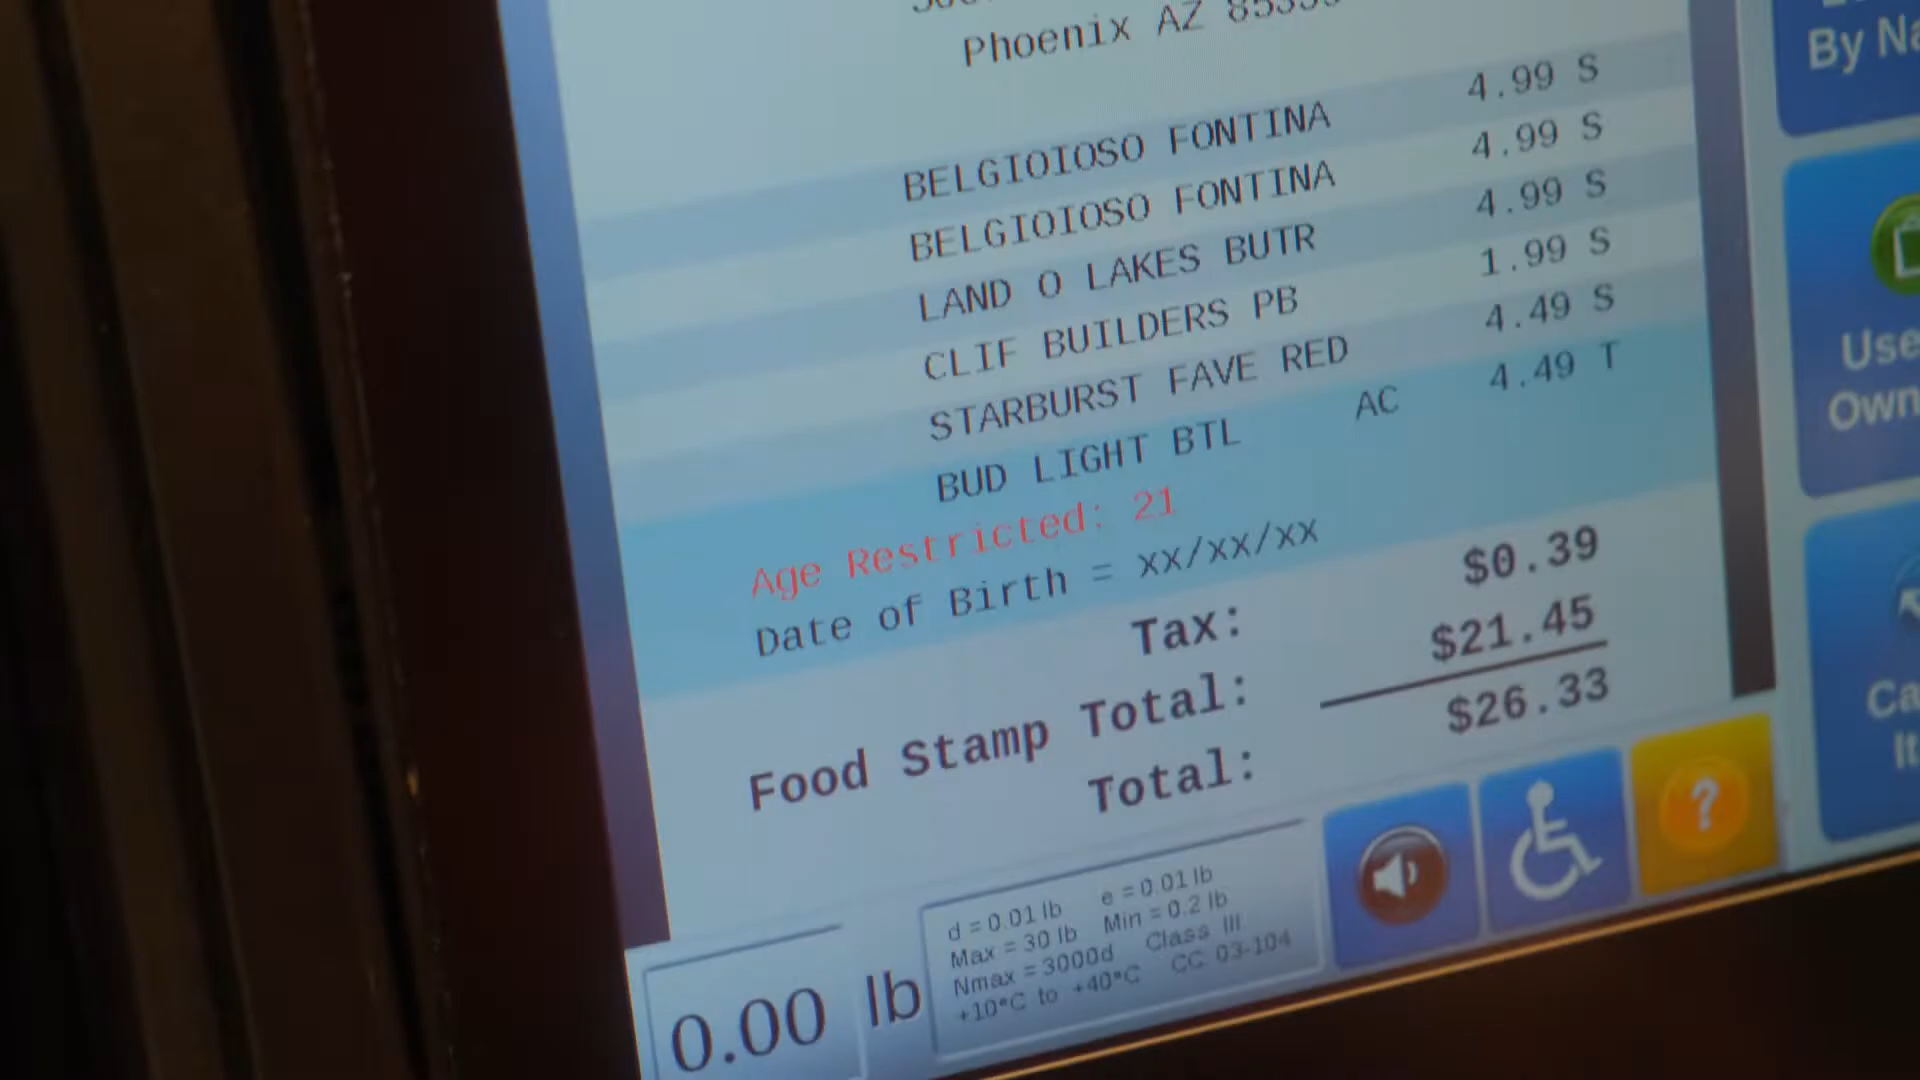 Phoenix AZ
BELGIOIOSO FONTINA 4.99 S
BELGIOIOSO FONTINA 4.99 S
LAND O LAKES BUTR 4.99 S
CLIF BUILDERS PB 1.99 S
STARBURST FAVE RED 4.49 S
BUD LIGHT BTL AC 4.49 T
Age Restricted: 21
Date of Birth = xx/xx/xx
Tax: $0.39
Food Stamp Total: $21.45
Total: $26.33
0.00 lb
d = 0.01 lb e = 0.01 lb
Max = 30 lb Min = 0.2 lb
Nmax = 3000d Class III
+10°C to +40°C CC 03-104
?
By Na
Use
Own
Ca
It